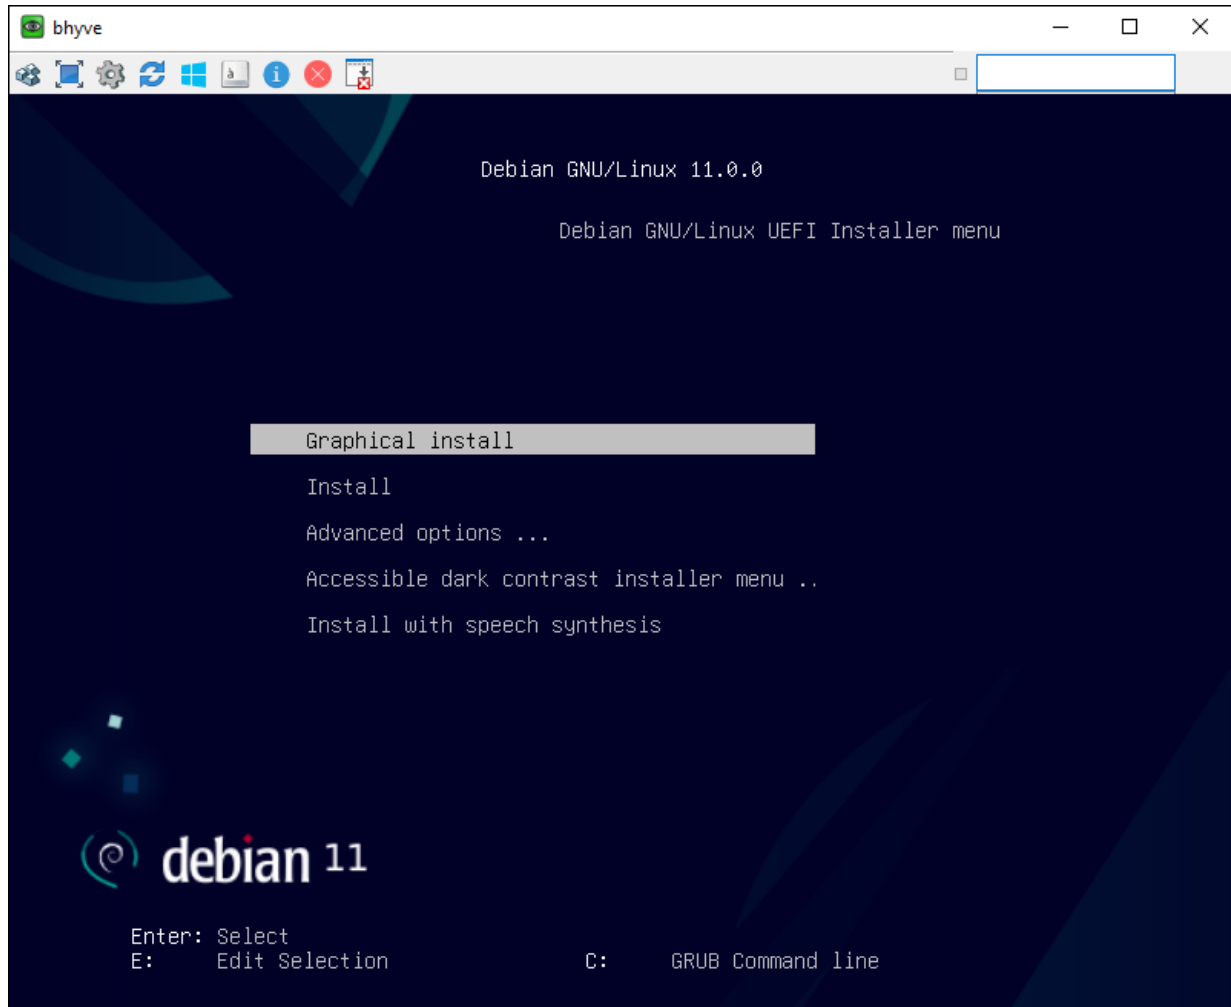 bhyve
Debian GNU/Linux 11.0.0
Debian GNU/Linux UEFI Installer menu
Graphical install
Install
Advanced options ...
Accessible dark contrast installer menu ..
Install with speech synthesis
debian 11
Enter: Select
E: Edit Selection C: GRUB Command line